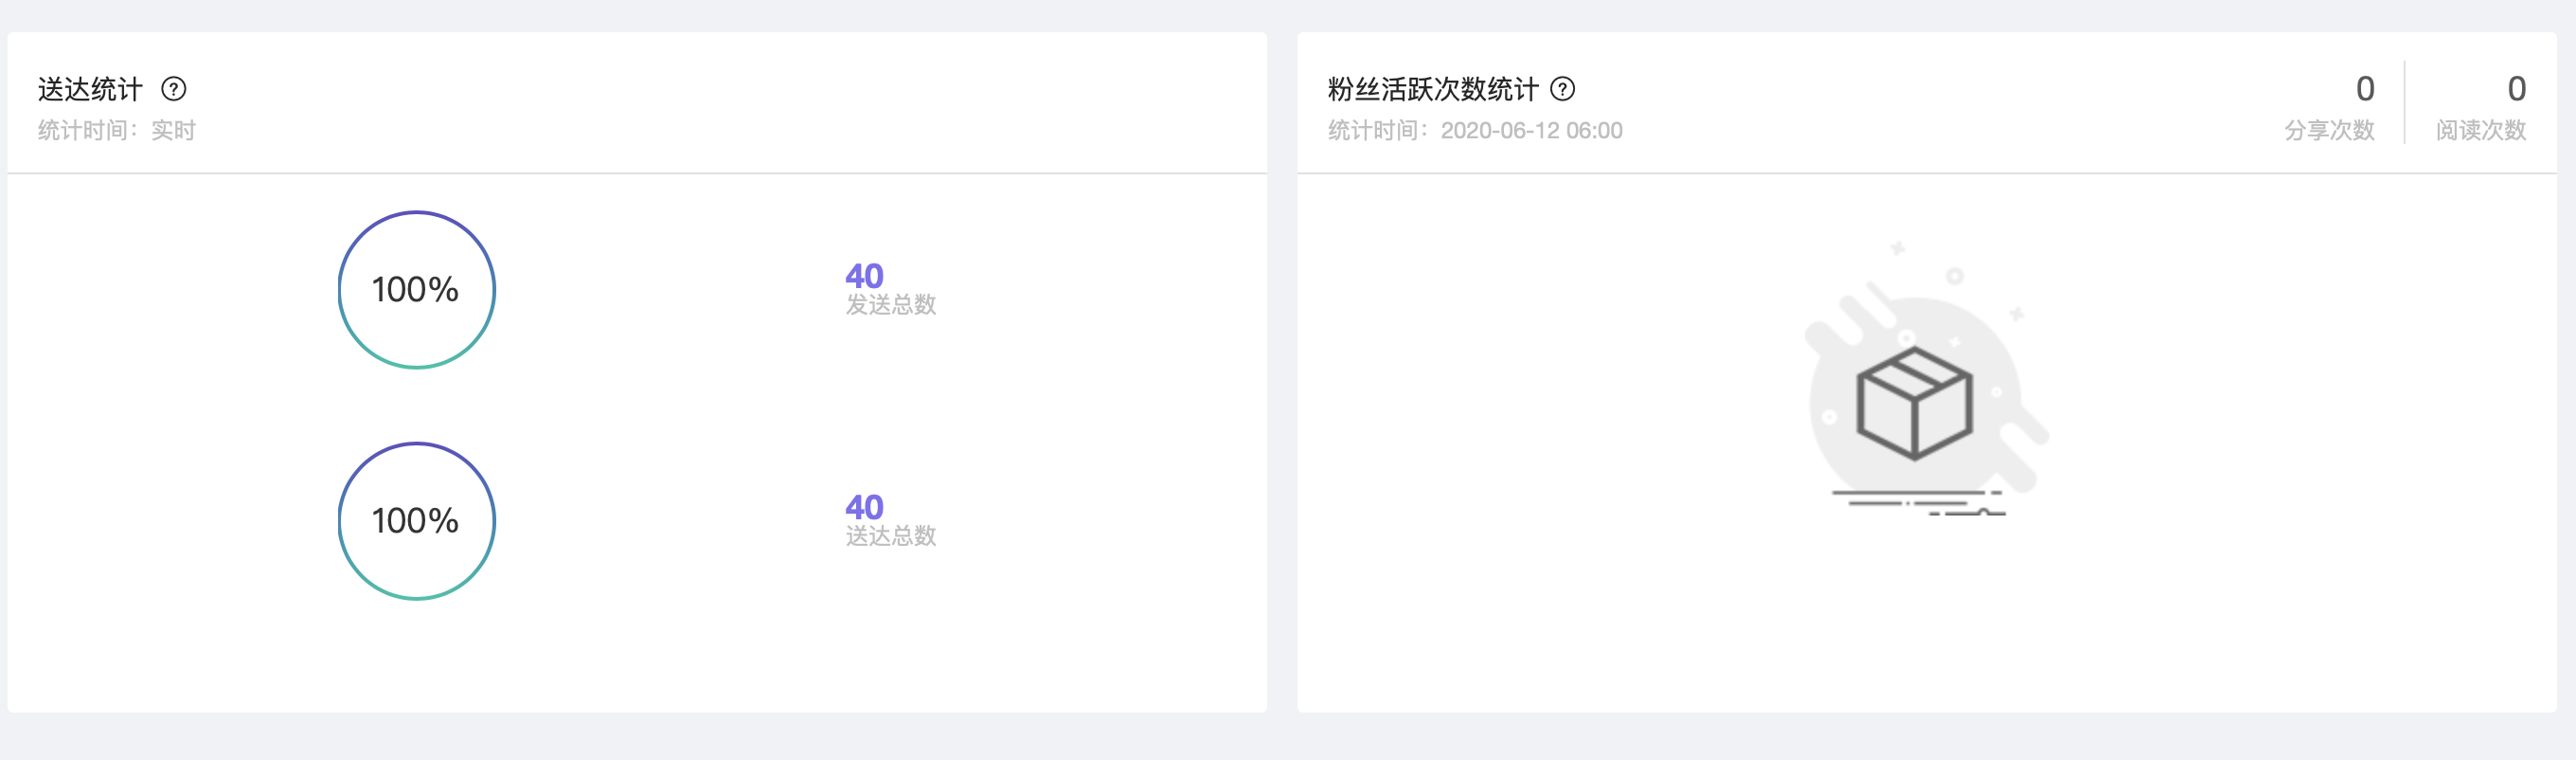 送达统计
统计时间：实时
100%
40
发送总数
100%
40
送达总数
粉丝活跃次数统计
统计时间：2020-06-12 06:00
0
分享次数
0
阅读次数